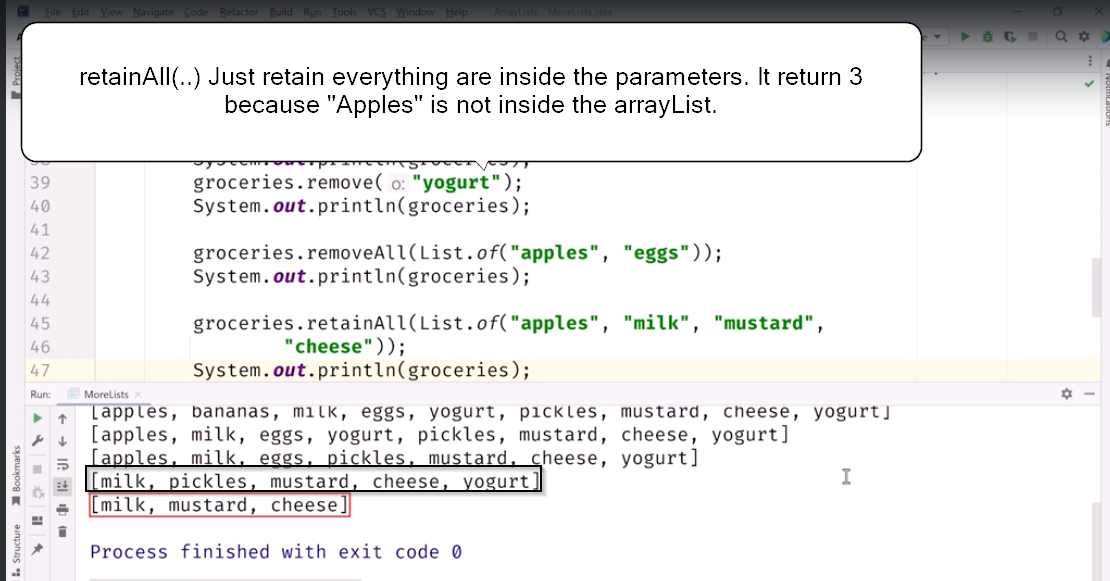 File Edit View Navigate Code Refactor Build Run Tools VCS Window Help ArrayLists - MoreLists.java
Project
Notifications
retainAll(..) Just retain everything are inside the parameters. It return 3
because "Apples" is not inside the arrayList.
38 System.out.println(groceries);
39 groceries.remove( o: "yogurt");
40 System.out.println(groceries);
41
42 groceries.removeAll(List.of("apples", "eggs"));
43 System.out.println(groceries);
44
45 groceries.retainAll(List.of("apples", "milk", "mustard",
46 "cheese"));
47 System.out.println(groceries);
Run: MoreLists
[apples, bananas, milk, eggs, yogurt, pickles, mustard, cheese, yogurt]
[apples, milk, eggs, yogurt, pickles, mustard, cheese, yogurt]
[apples, milk, eggs, pickles, mustard, cheese, yogurt]
[milk, pickles, mustard, cheese, yogurt]
[milk, mustard, cheese]
Process finished with exit code 0
Bookmarks
Structure